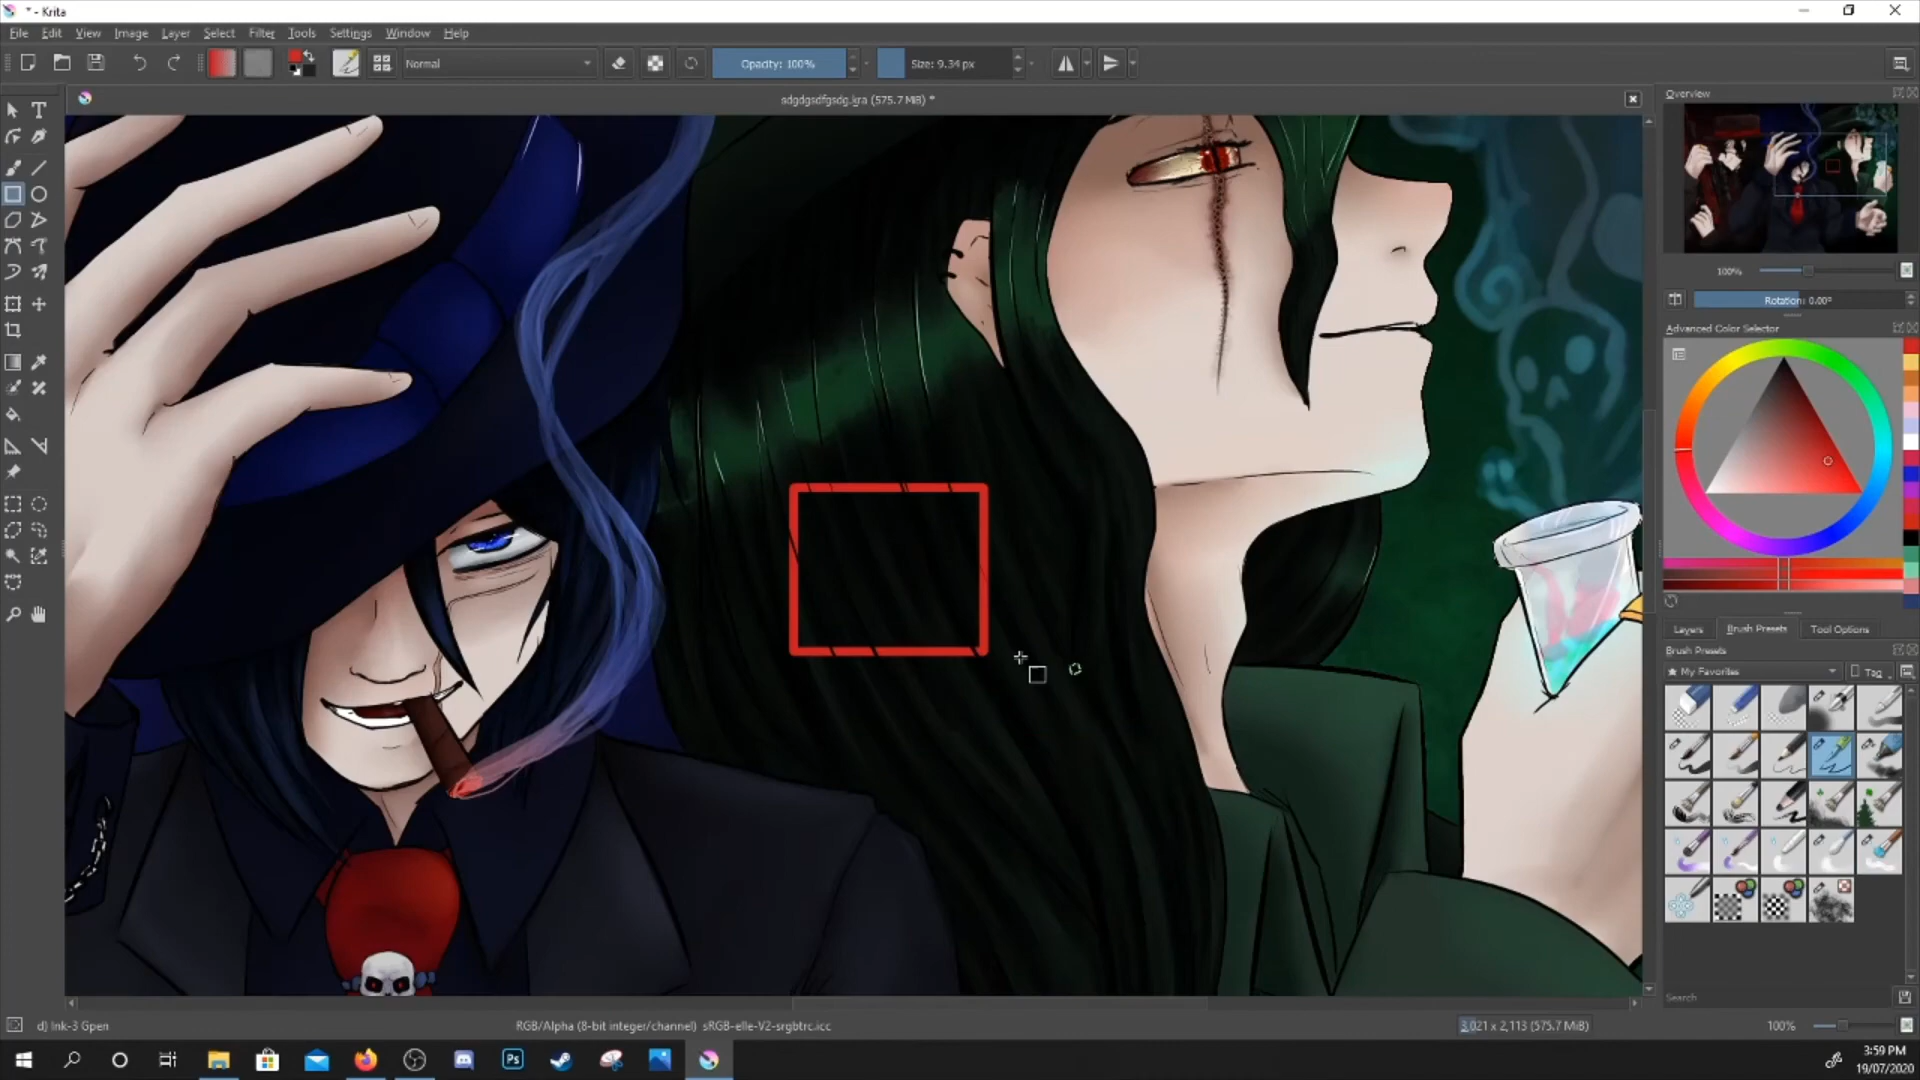 * - Krita
File Edit View Image Layer Select Filter Tools Settings Window Help
Normal
Opacity: 100%
Size: 9.34 px
sdgdgsdfgsdg.kra (575.7 MiB) *
Overview
100%
Rotation: 0.00°
Advanced Color Selector
Layers Brush Presets Tool Options
Brush Presets
My Favorites
Tag
Search
d) Ink-3 Gpen
RGB/Alpha (8-bit integer/channel) sRGB-elle-V2-srgbtrc.icc
3,021 x 2,113 (575.7 MiB)
100%
Ps
3:59 PM
19/07/2020